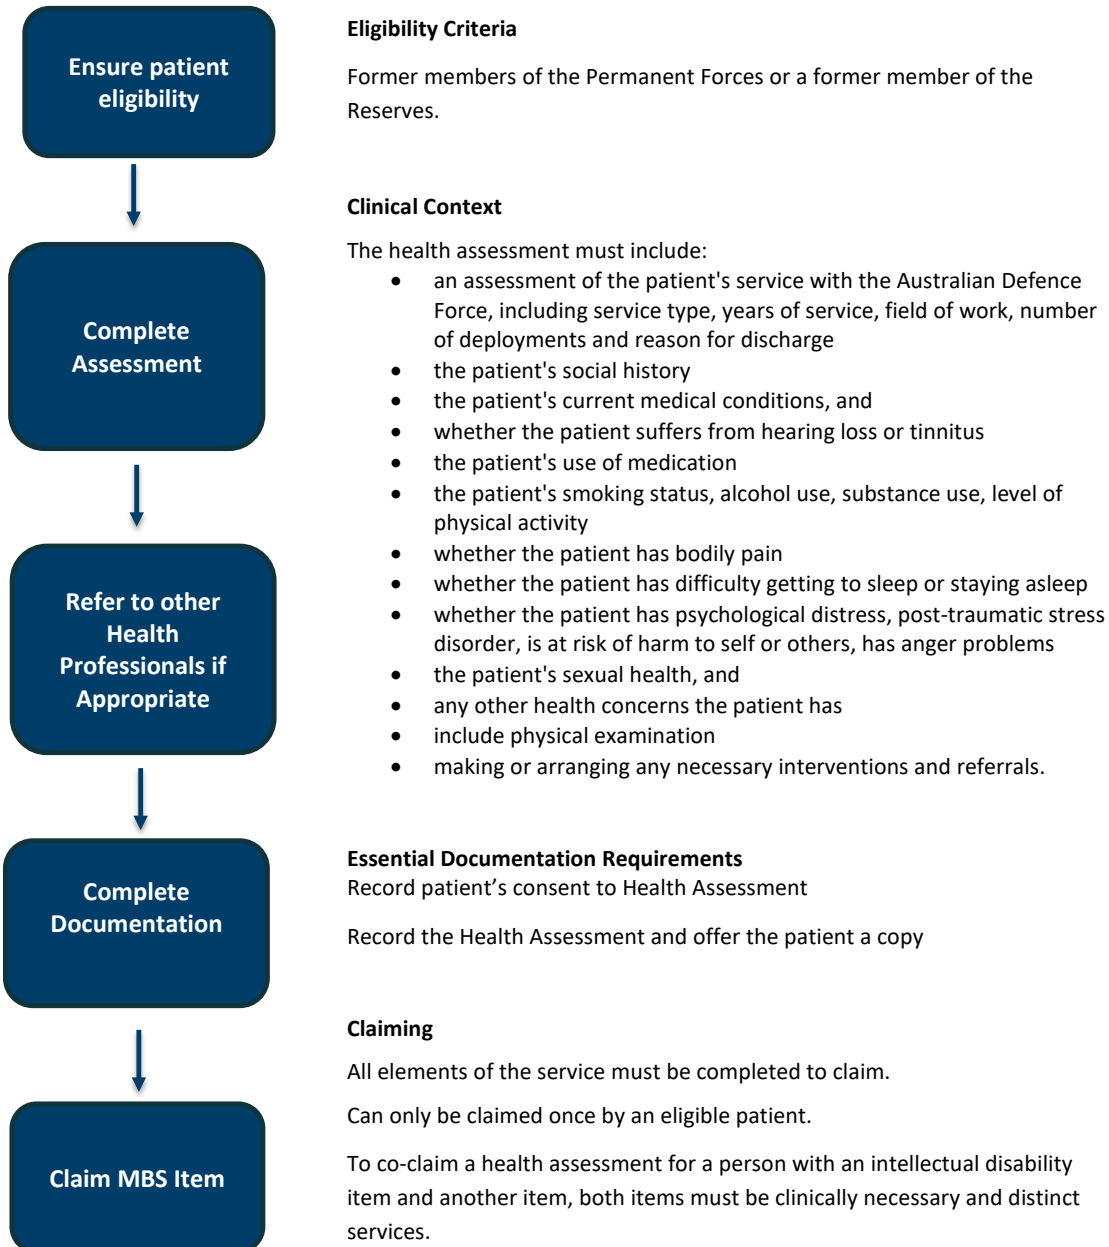 Ensure patient
eligibility
Eligibility Criteria
Former members of the Permanent Forces or a former member of the
Reserves.
Complete
Assessment
Clinical Context
The health assessment must include:
• an assessment of the patient's service with the Australian Defence
Force, including service type, years of service, field of work, number
of deployments and reason for discharge
• the patient's social history
• the patient's current medical conditions, and
• whether the patient suffers from hearing loss or tinnitus
• the patient's use of medication
• the patient's smoking status, alcohol use, substance use, level of
physical activity
• whether the patient has bodily pain
• whether the patient has difficulty getting to sleep or staying asleep
• whether the patient has psychological distress, post-traumatic stress
disorder, is at risk of harm to self or others, has anger problems
• the patient's sexual health, and
• any other health concerns the patient has
• include physical examination
• making or arranging any necessary interventions and referrals.
Refer to other
Health
Professionals if
Appropriate
Complete
Documentation
Essential Documentation Requirements
Record patient’s consent to Health Assessment
Record the Health Assessment and offer the patient a copy
Claim MBS Item
Claiming
All elements of the service must be completed to claim.
Can only be claimed once by an eligible patient.
To co-claim a health assessment for a person with an intellectual disability
item and another item, both items must be clinically necessary and distinct
services.